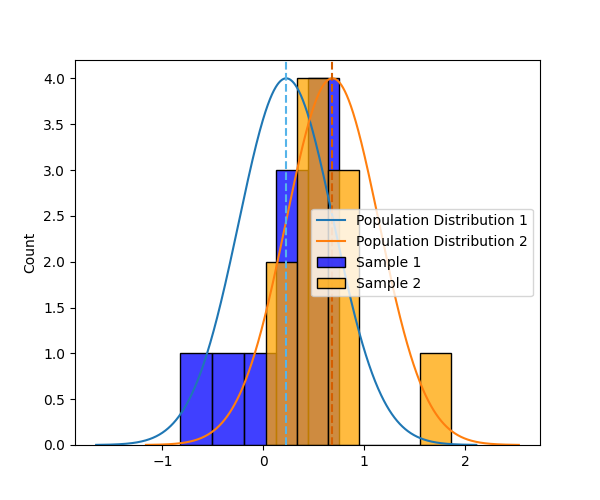 4.0
3.5
3.0
2.5
2.0
1.5
1.0
0.5
0.0
Count
Population Distribution 1
Population Distribution 2
Sample 1
Sample 2
−1
0
1
2